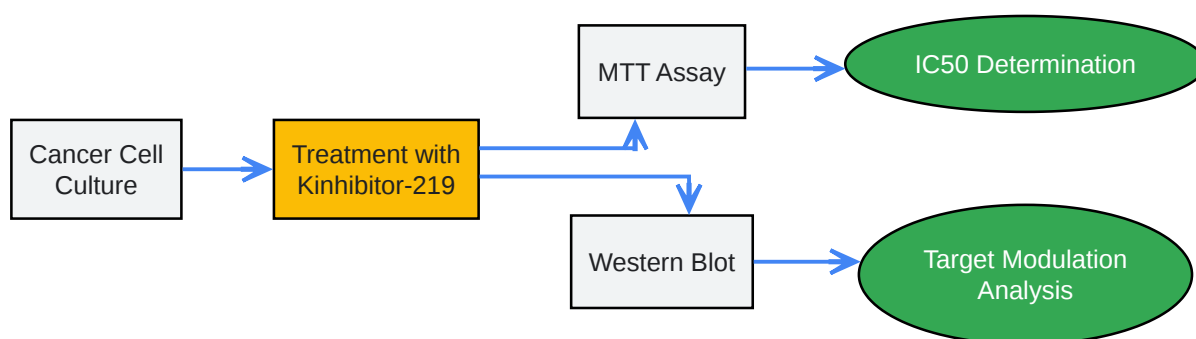 Cancer Cell
Culture
Treatment with
Kinhibitor-219
MTT Assay
IC50 Determination
Western Blot
Target Modulation
Analysis